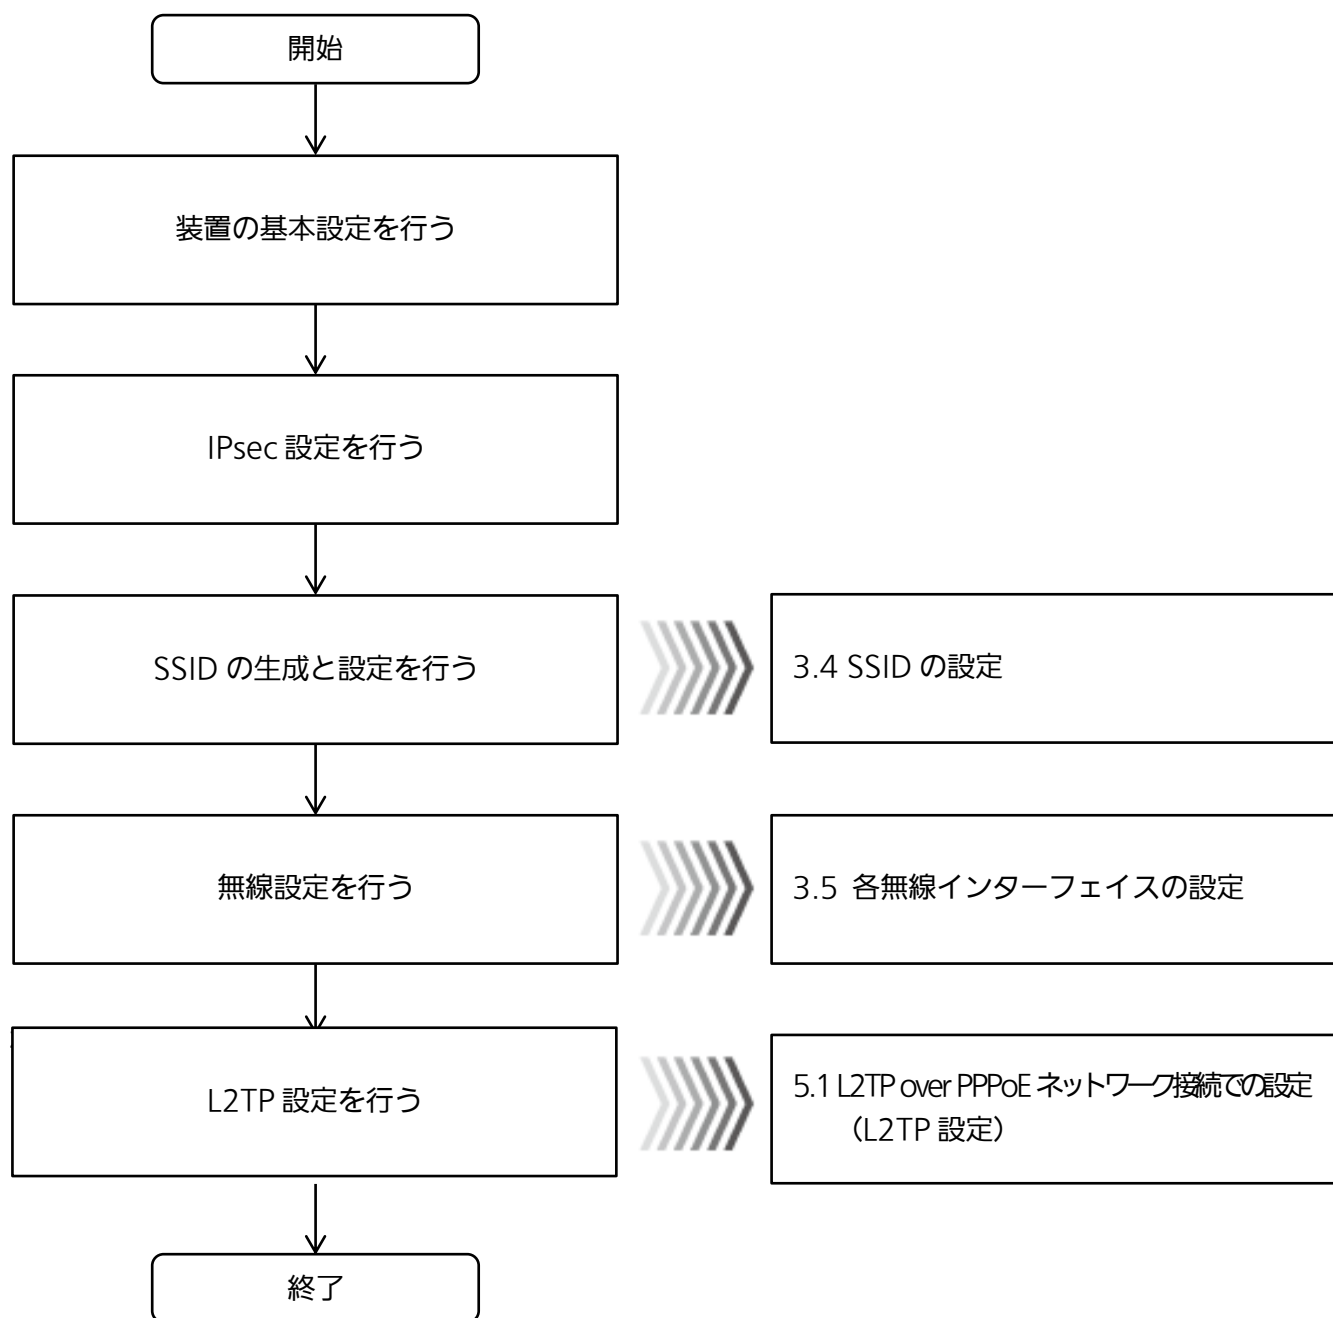 開始
装置の基本設定を行う
IPsec 設定を行う
SSID の生成と設定を行う
3.4 SSID の設定
無線設定を行う
3.5 各無線インターフェイスの設定
L2TP 設定を行う
5.1 L2TP over PPPoE ネットワーク接続での設定
（L2TP 設定）
終了